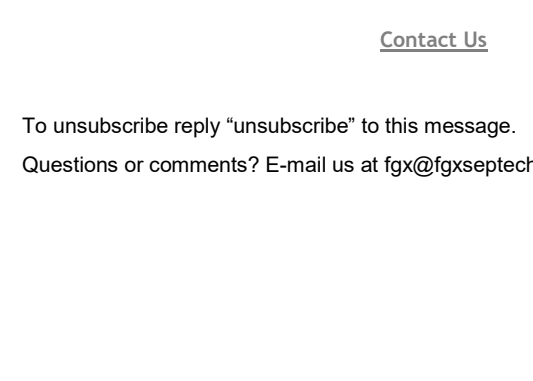 Contact Us
To unsubscribe reply “unsubscribe” to this message.
Questions or comments? E-mail us at fgx@fgxseptech